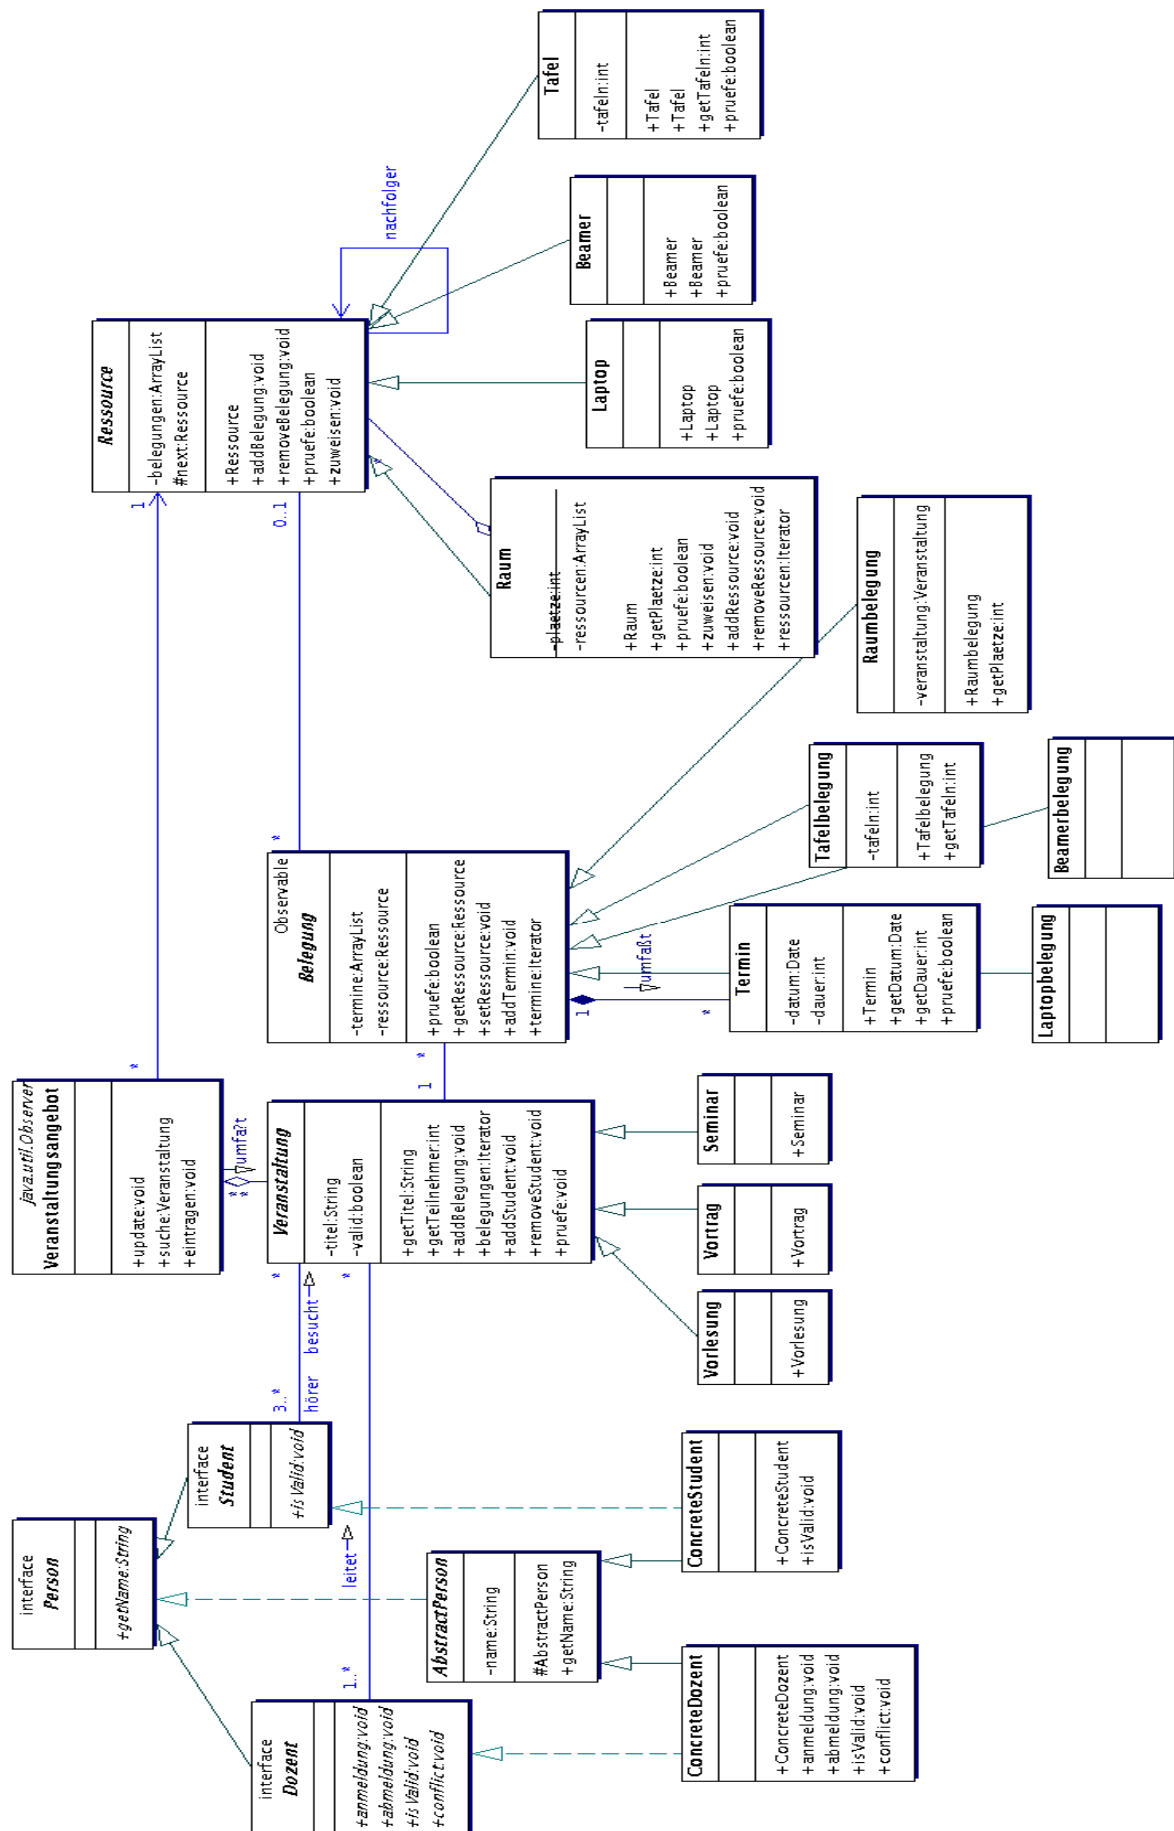 interface
Person
+getName:String
interface
Dozent
+anmeldung:void
+abmeldung:void
+isValid:void
+conflict:void
interface
Student
+isValid:void
AbstractPerson
-name:String
#AbstractPerson
+getName:String
ConcreteDozent
+ConcreteDozent
+anmeldung:void
+abmeldung:void
+isValid:void
+conflict:void
ConcreteStudent
+ConcreteStudent
+isValid:void
1..*
leitet
*
3..*
hörer
besucht
*
java.util.Observer
Veranstaltungsangebot
+update:void
+suche:Veranstaltung
+eintragen:void
*
1
*
*
umfa?t
Veranstaltung
-titel:String
-valid:boolean
+getTitel:String
+getTeilnehmer:int
+addBelegung:void
+belegungen:Iterator
+addStudent:void
+removeStudent:void
+pruefe:void
Vorlesung
+Vorlesung
Vortrag
+Vortrag
Seminar
+Seminar
1
*
Observable
Belegung
-termine:ArrayList
-ressource:Ressource
+pruefe:boolean
+getRessource:Ressource
+setRessource:void
+addTermin:void
+termine:Iterator
*
0..1
1
umfaßt
*
Termin
-datum:Date
-dauer:int
+Termin
+getDatum:Date
+getDauer:int
+pruefe:boolean
Laptopbelegung
Tafelbelegung
-tafeln:int
+Tafelbelegung
+getTafeln:int
Beamerbelegung
Raumbelegung
-veranstaltung:Veranstaltung
+Raumbelegung
+getPlaetze:int
Ressource
-belegungen:ArrayList
#next:Ressource
+Ressource
+addBelegung:void
+removeBelegung:void
+pruefe:boolean
+zuweisen:void
nachfolger
*
Raum
-plaetze:int
-ressourcen:ArrayList
+Raum
+getPlaetze:int
+pruefe:boolean
+zuweisen:void
+addRessource:void
+removeRessource:void
+ressourcen:Iterator
Laptop
+Laptop
+Laptop
+pruefe:boolean
Beamer
+Beamer
+Beamer
+pruefe:boolean
Tafel
-tafeln:int
+Tafel
+Tafel
+getTafeln:int
+pruefe:boolean